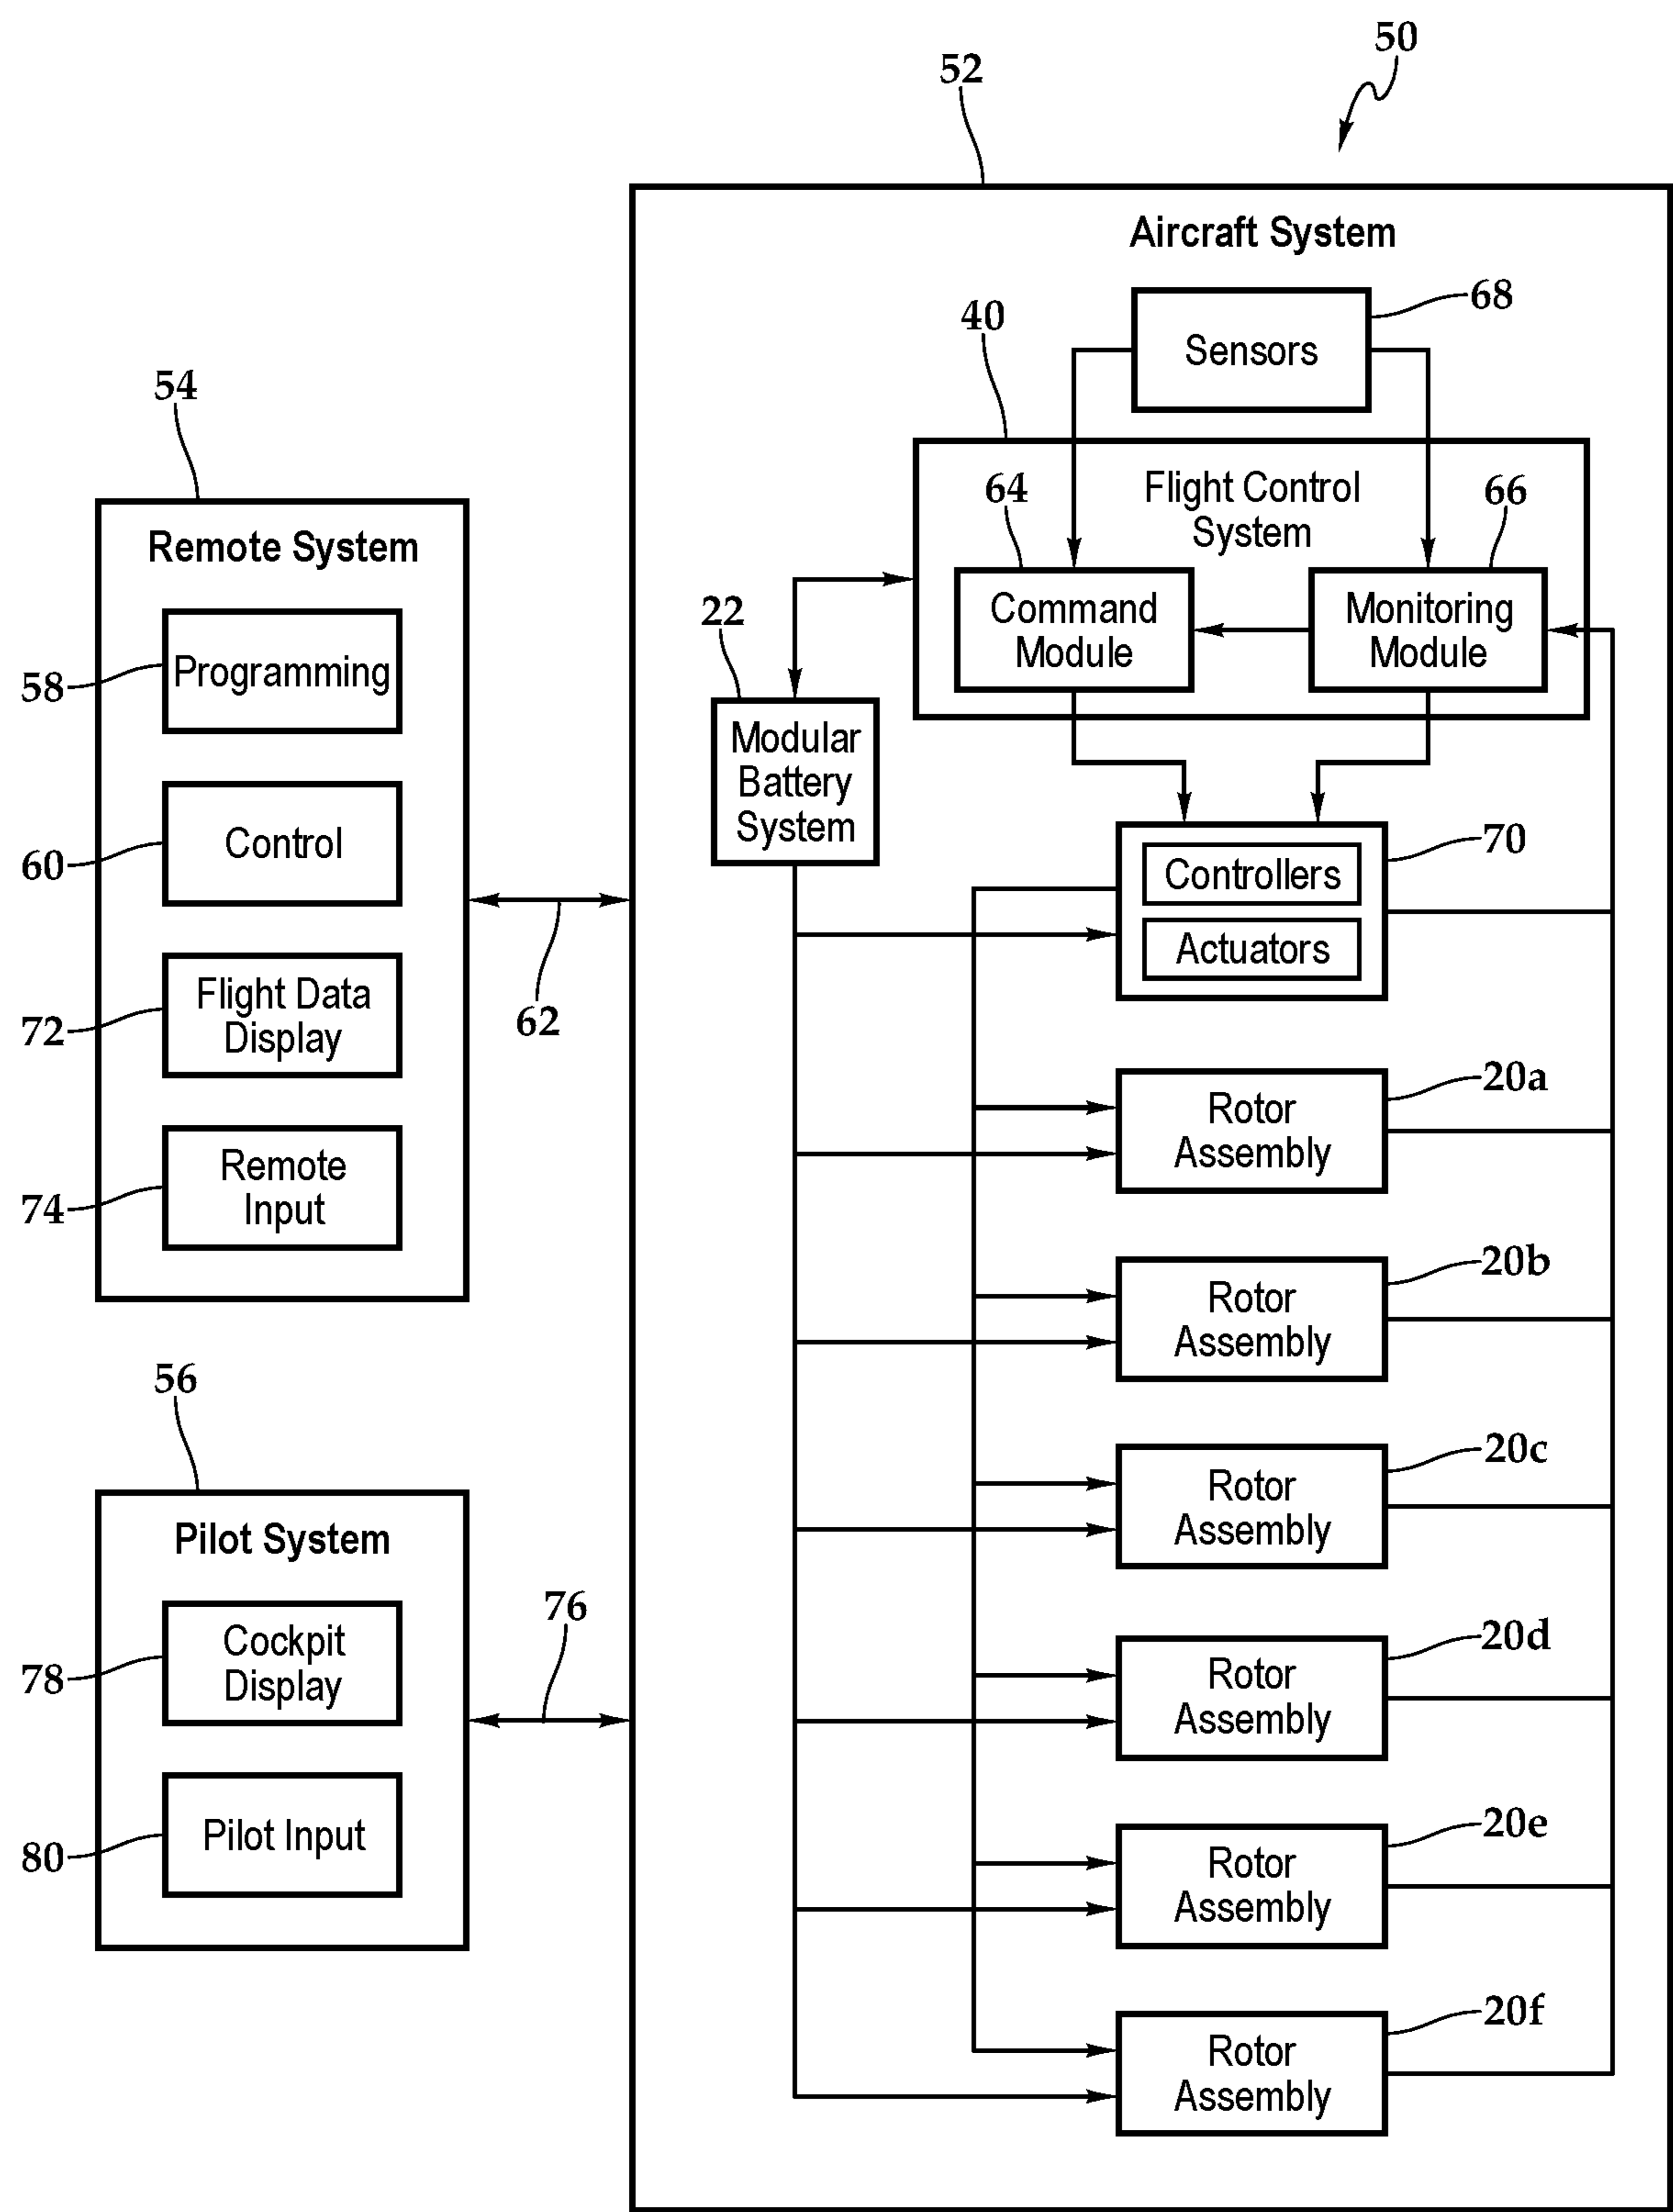 50
52
Aircraft System
68
Sensors
40
Flight Control
System
64
66
Command
Module
Monitoring
Module
22
Modular
Battery
System
70
Controllers
Actuators
20a
Rotor
Assembly
20b
Rotor
Assembly
20c
Rotor
Assembly
20d
Rotor
Assembly
20e
Rotor
Assembly
20f
Rotor
Assembly
54
Remote System
58
Programming
60
Control
72
Flight Data
Display
74
Remote
Input
62
56
Pilot System
78
Cockpit
Display
80
Pilot Input
76